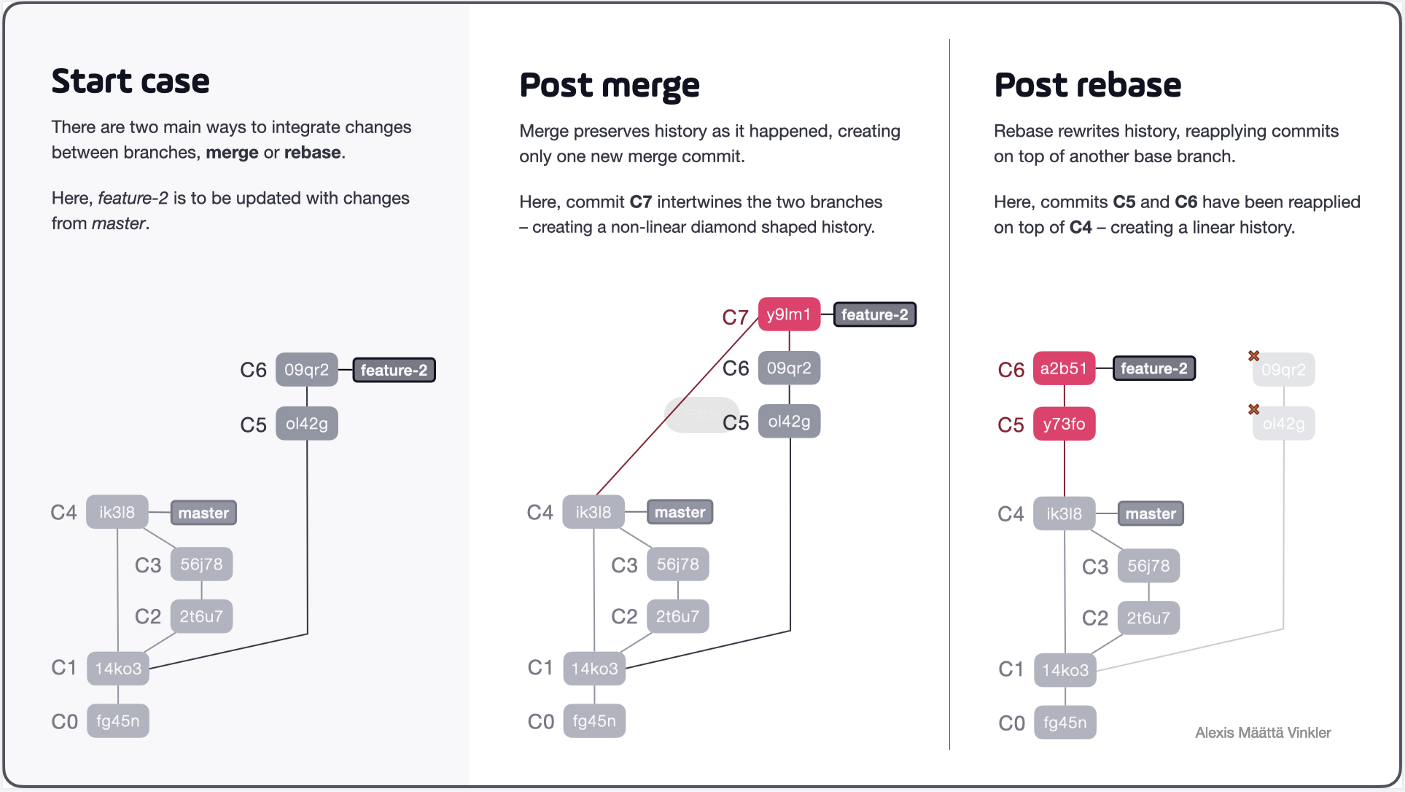 Start case
There are two main ways to integrate changes
between branches, merge or rebase.
Here, feature-2 is to be updated with changes
from master.
C6 09qr2 feature-2
C5 ol42g
C4 ik3l8 master
C3 56j78
C2 2t6u7
C1 14ko3
C0 fg45n
Post merge
Merge preserves history as it happened, creating
only one new merge commit.
Here, commit C7 intertwines the two branches
– creating a non-linear diamond shaped history.
C7 y9lm1 feature-2
C6 09qr2
C5 ol42g
C4 ik3l8 master
C3 56j78
C2 2t6u7
C1 14ko3
C0 fg45n
Post rebase
Rebase rewrites history, reapplying commits
on top of another base branch.
Here, commits C5 and C6 have been reapplied
on top of C4 – creating a linear history.
C6 a2b51 feature-2 09qr2
C5 y73fo ol42g
C4 ik3l8 master
C3 56j78
C2 2t6u7
C1 14ko3
C0 fg45n
Alexis Määttä Vinkler